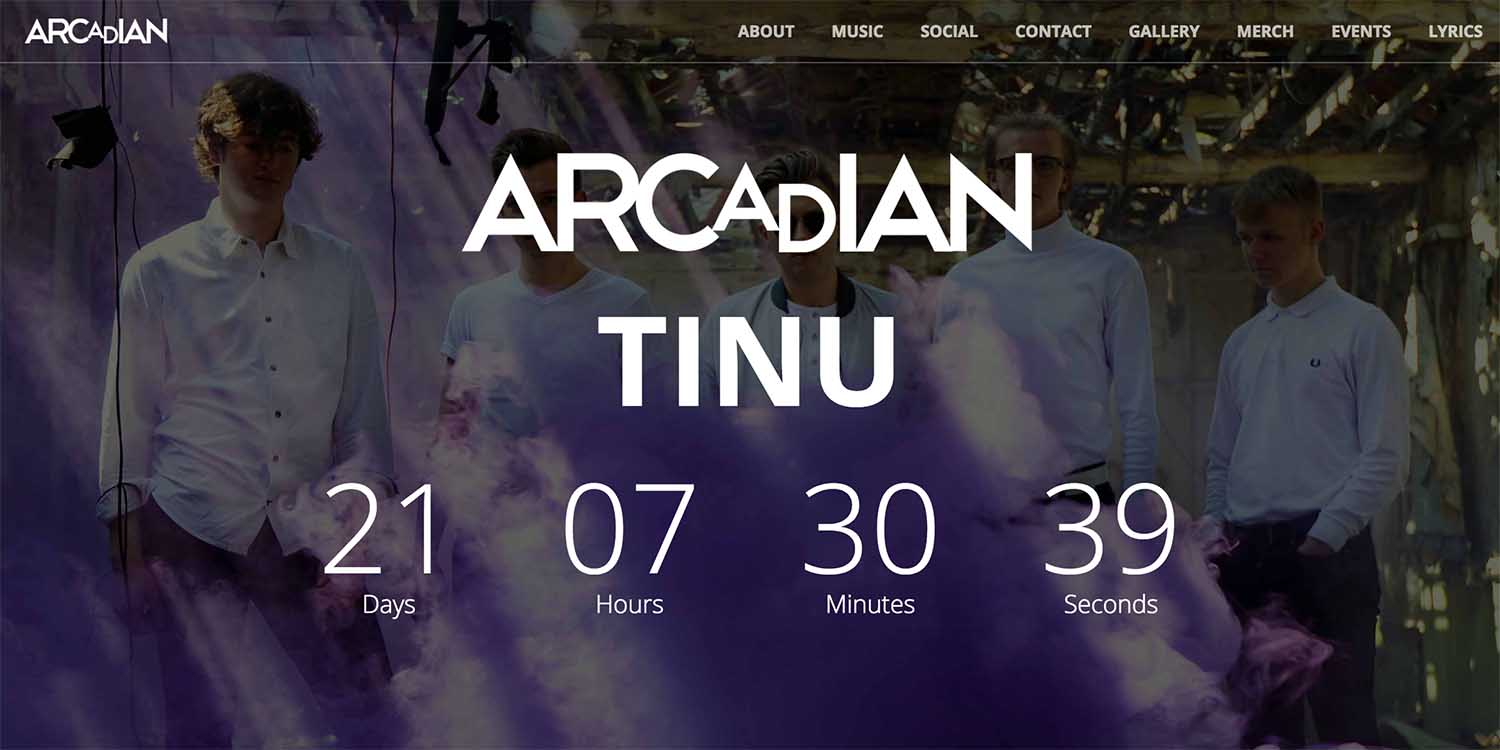 ARCADIAN
ABOUT MUSIC SOCIAL CONTACT GALLERY MERCH EVENTS LYRICS
ARCADIAN
TINU
21 07 30 39
Days Hours Minutes Seconds